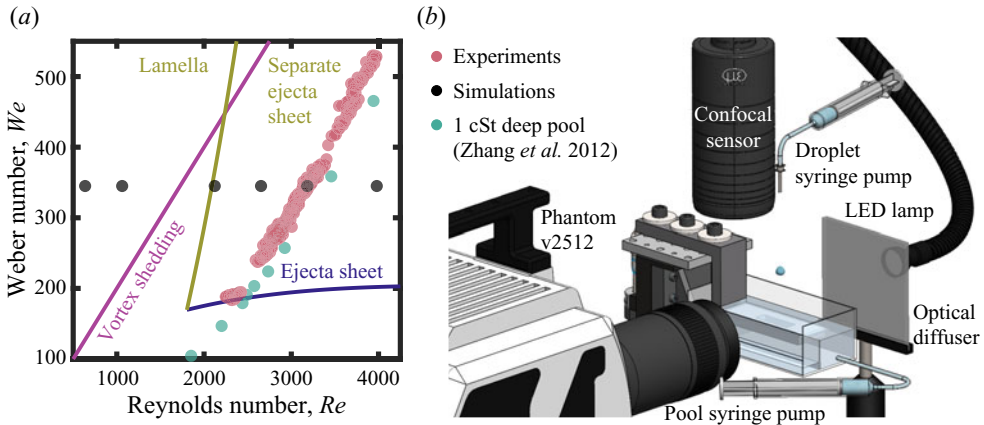 (a)
500
400
300
200
100
1000
2000
3000
4000
Weber number, We
Reynolds number, Re
Lamella
Separate
ejecta
sheet
Vortex shedding
Ejecta sheet
Experiments
Simulations
1 cSt deep pool
(Zhang et al. 2012)
(b)
Confocal
sensor
Droplet
syringe pump
LED lamp
Phantom
v2512
Optical
diffuser
Pool syringe pump